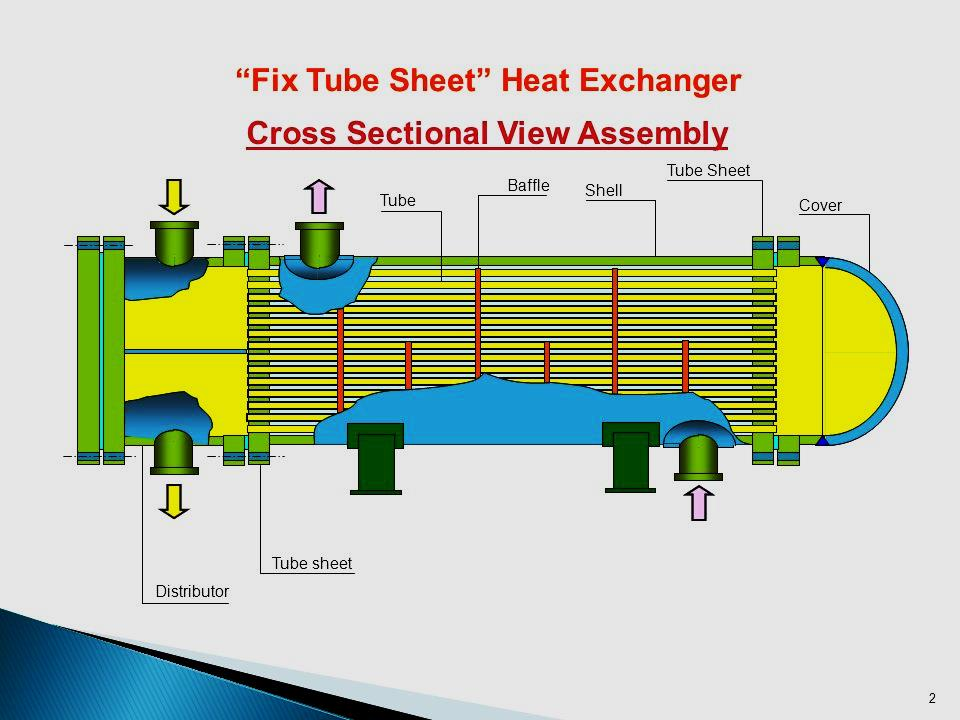 “Fix Tube Sheet” Heat Exchanger
Cross Sectional View Assembly
Tube Sheet
Baffle
Shell
Tube
Cover
Tube sheet
Distributor
2